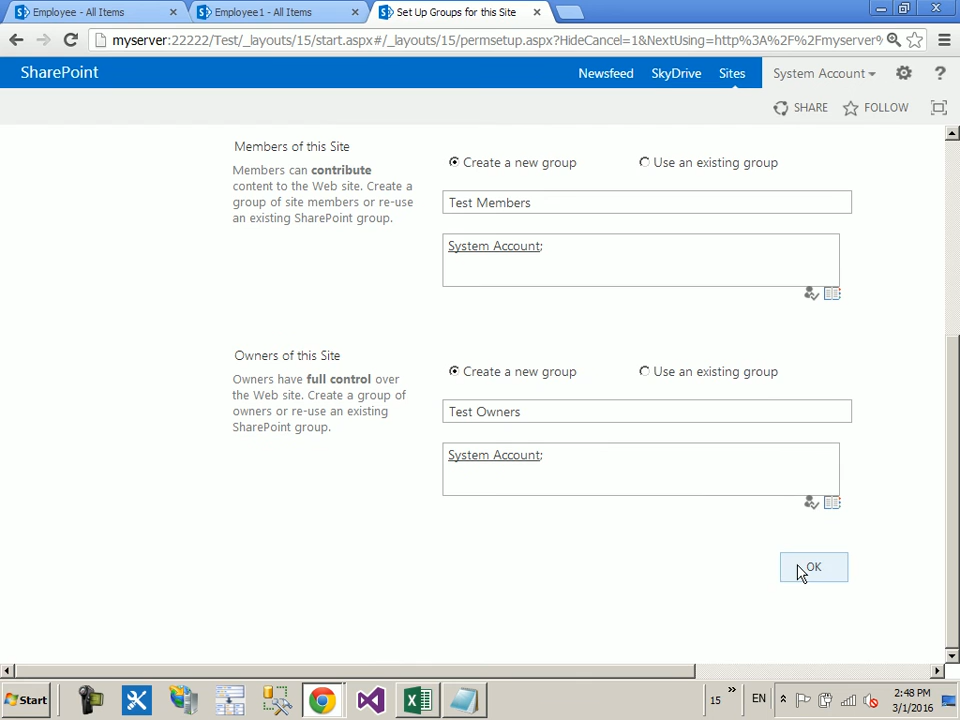 Employee - All Items
Employee1 - All Items
Set Up Groups for this Site
myserver:22222/Test/_layouts/15/start.aspx#/_layouts/15/permsetup.aspx?HideCancel=1&NextUsing=http%3A%2F%2Fmyserver%
SharePoint
Newsfeed
SkyDrive
Sites
System Account
?
SHARE
FOLLOW
Members of this Site
Members can contribute
content to the Web site. Create a
group of site members or re-use
an existing SharePoint group.
Create a new group
Use an existing group
Test Members
System Account;
Owners of this Site
Owners have full control over
the Web site. Create a group of
owners or re-use an existing
SharePoint group.
Create a new group
Use an existing group
Test Owners
System Account;
OK
Start
15
EN
2:48 PM
3/1/2016